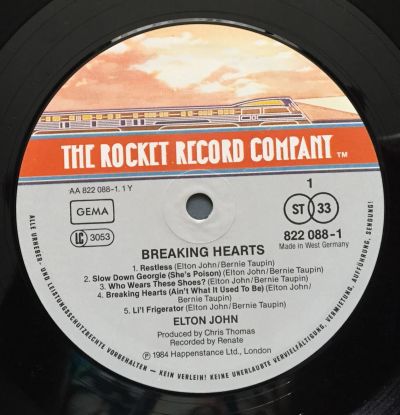 THE ROCKET RECORD COMPANY TM
AA 822 088-1. 1 Y
1
GEMA
ST 33
LC 3053
822 088-1
Made in West Germany
BREAKING HEARTS
1. Restless (Elton John/Bernie Taupin)
2. Slow Down Georgie (She's Poison) (Elton John/Bernie Taupin)
3. Who Wears These Shoes? (Elton John/Bernie Taupin)
4. Breaking Hearts (Ain't What It Used To Be) (Elton John/
Bernie Taupin)
5. Li'l Frigerator (Elton John/Bernie Taupin)
ELTON JOHN
Produced by Chris Thomas
Recorded by Renate
℗ 1984 Happenstance Ltd., London
ALLE URHEBER- UND LEISTUNGSSCHUTZRECHTE VORBEHALTEN — KEIN VERLEIH! KEINE UNERLAUBTE VERVIELFÄLTIGUNG, VERMIETUNG, AUFFÜHRUNG, SENDUNG!